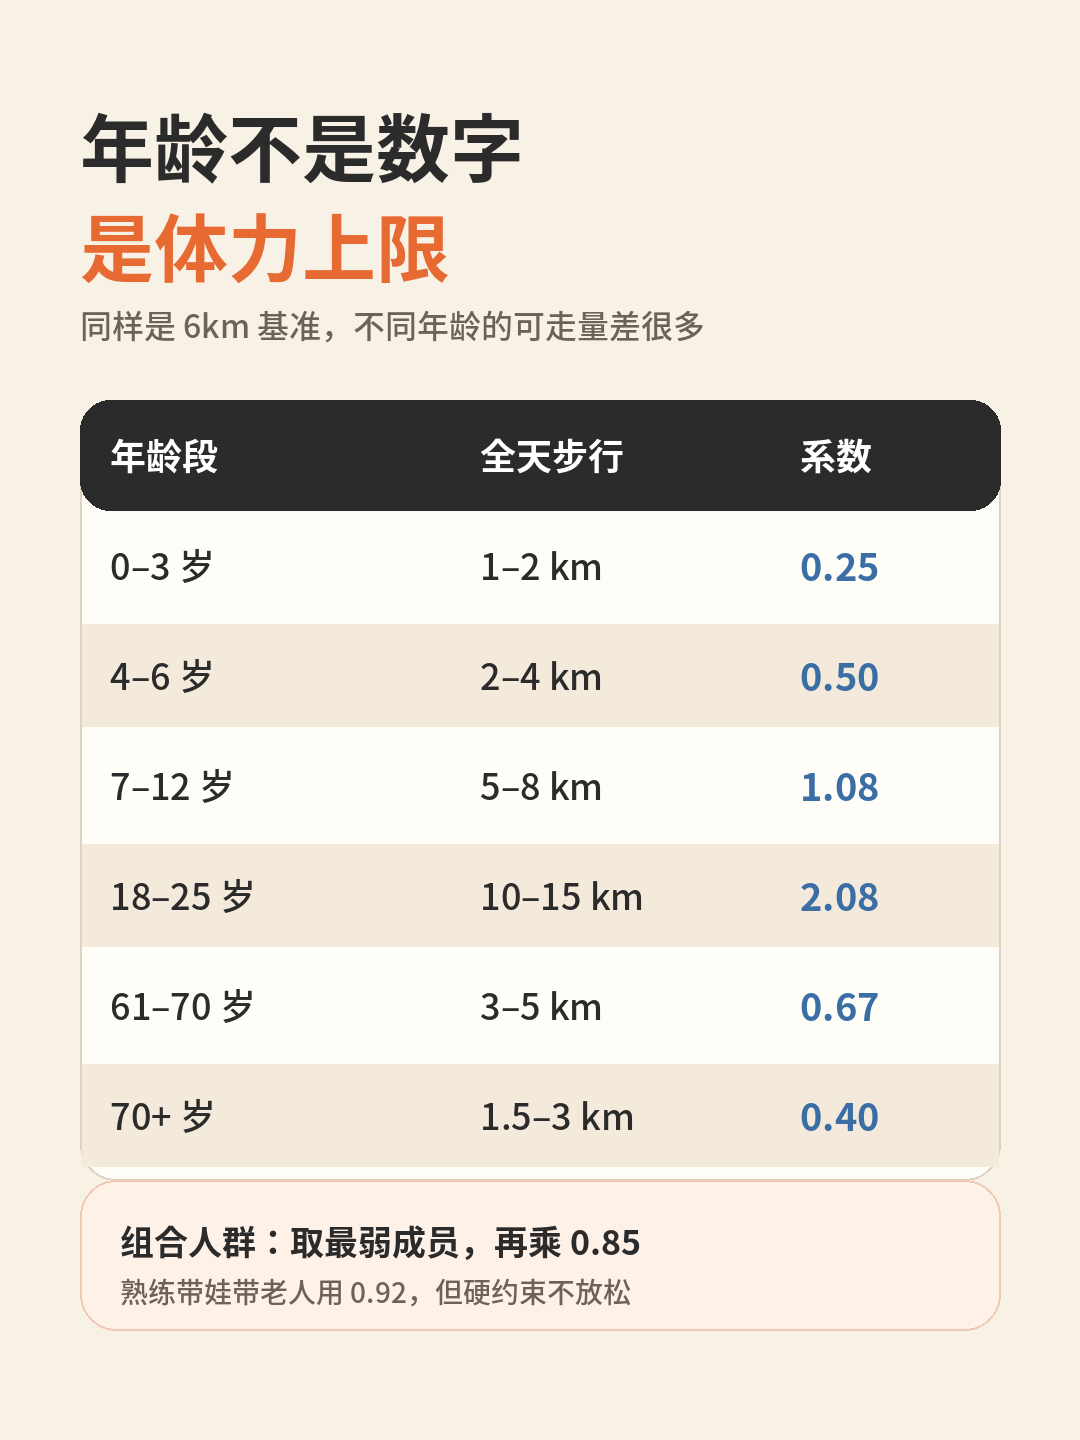 年龄不是数字
是体力上限
同样是 6km 基准，不同年龄的可走量差很多
年龄段 全天步行 系数
0–3 岁 1–2 km 0.25
4–6 岁 2–4 km 0.50
7–12 岁 5–8 km 1.08
18–25 岁 10–15 km 2.08
61–70 岁 3–5 km 0.67
70+ 岁 1.5–3 km 0.40
组合人群：取最弱成员，再乘 0.85
熟练带娃带老人用 0.92，但硬约束不放松